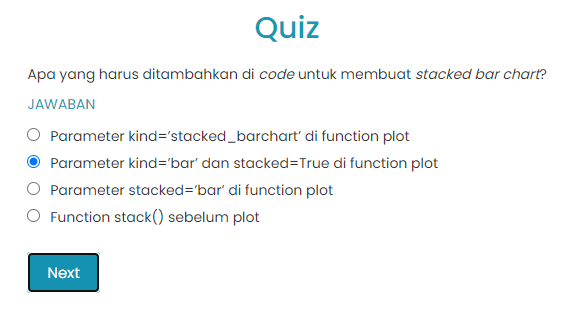 Quiz
Apa yang harus ditambahkan di code untuk membuat stacked bar chart?
JAWABAN
Parameter kind=’stacked_barchart’ di function plot
Parameter kind=’bar’ dan stacked=True di function plot
Parameter stacked=’bar’ di function plot
Function stack() sebelum plot
Next